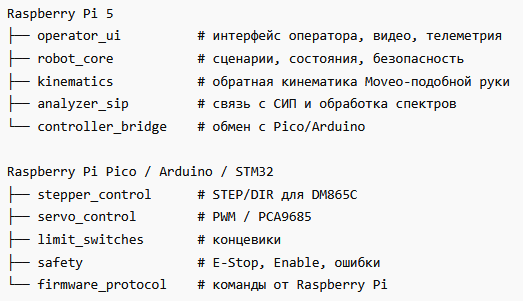 Raspberry Pi 5
├── operator_ui # интерфейс оператора, видео, телеметрия
├── robot_core # сценарии, состояния, безопасность
├── kinematics # обратная кинематика Moveo-подобной руки
├── analyzer_sip # связь с СИП и обработка спектров
└── controller_bridge # обмен с Pico/Arduino

Raspberry Pi Pico / Arduino / STM32
├── stepper_control # STEP/DIR для DM865C
├── servo_control # PWM / PCA9685
├── limit_switches # концевики
├── safety # E-Stop, Enable, ошибки
└── firmware_protocol # команды от Raspberry Pi